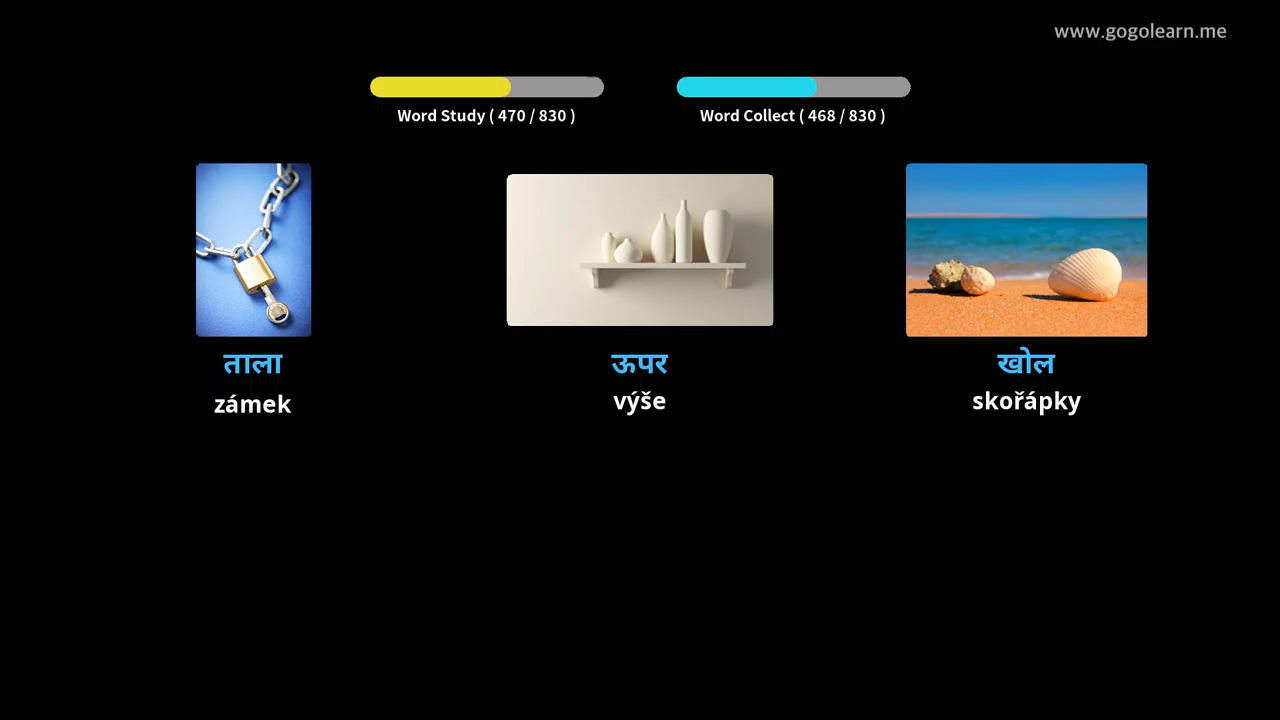 www.gogolearn.me
Word Study ( 470 / 830 )
Word Collect ( 468 / 830 )
ताला
zámek
ऊपर
výše
खोल
skořápky